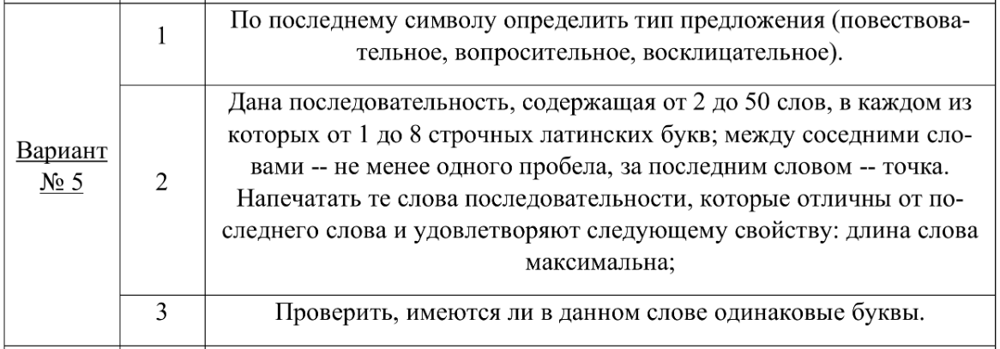 Вариант
№ 5
1
По последнему символу определить тип предложения (повествова-
тельное, вопросительное, восклицательное).
2
Дана последовательность, содержащая от 2 до 50 слов, в каждом из
которых от 1 до 8 строчных латинских букв; между соседними сло-
вами -- не менее одного пробела, за последним словом -- точка.
Напечатать те слова последовательности, которые отличны от по-
следнего слова и удовлетворяют следующему свойству: длина слова
максимальна;
3
Проверить, имеются ли в данном слове одинаковые буквы.